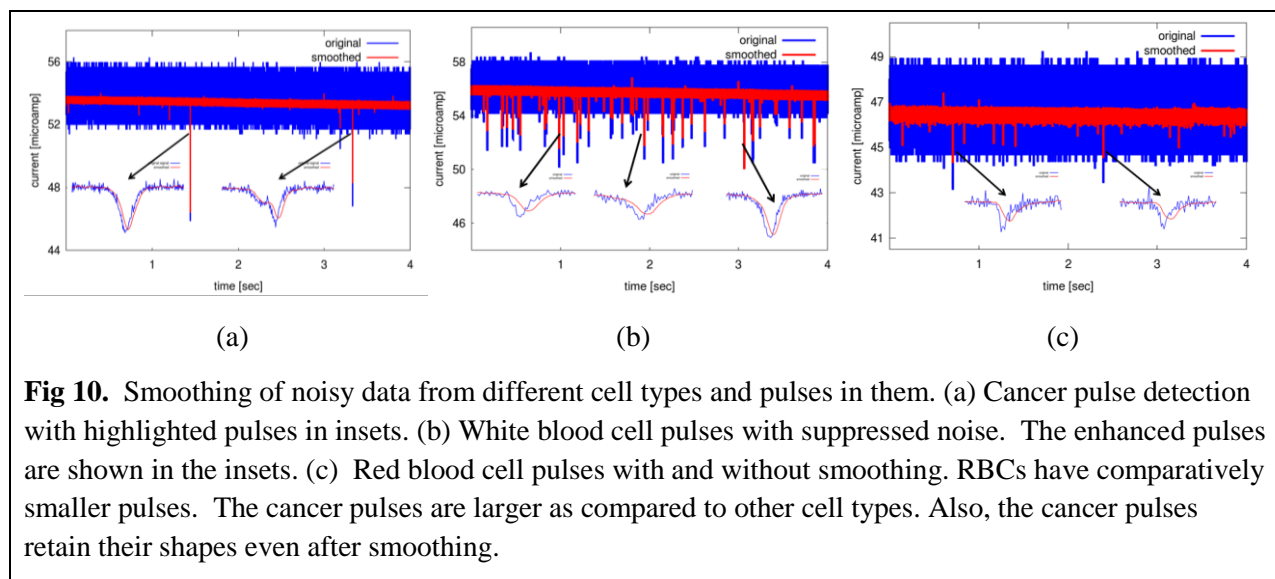 original
smoothed
56
52
48
44
current [microamp]
1 2 3 4
time [sec]
(a)
original
smoothed
58
56
54
52
50
48
46
current [microamp]
1 2 3 4
time [sec]
(b)
original
smoothed
49
47
45
43
41
current [microamp]
1 2 3 4
time [sec]
(c)
Fig 10. Smoothing of noisy data from different cell types and pulses in them. (a) Cancer pulse detection
with highlighted pulses in insets. (b) White blood cell pulses with suppressed noise. The enhanced pulses
are shown in the insets. (c) Red blood cell pulses with and without smoothing. RBCs have comparatively
smaller pulses. The cancer pulses are larger as compared to other cell types. Also, the cancer pulses
retain their shapes even after smoothing.